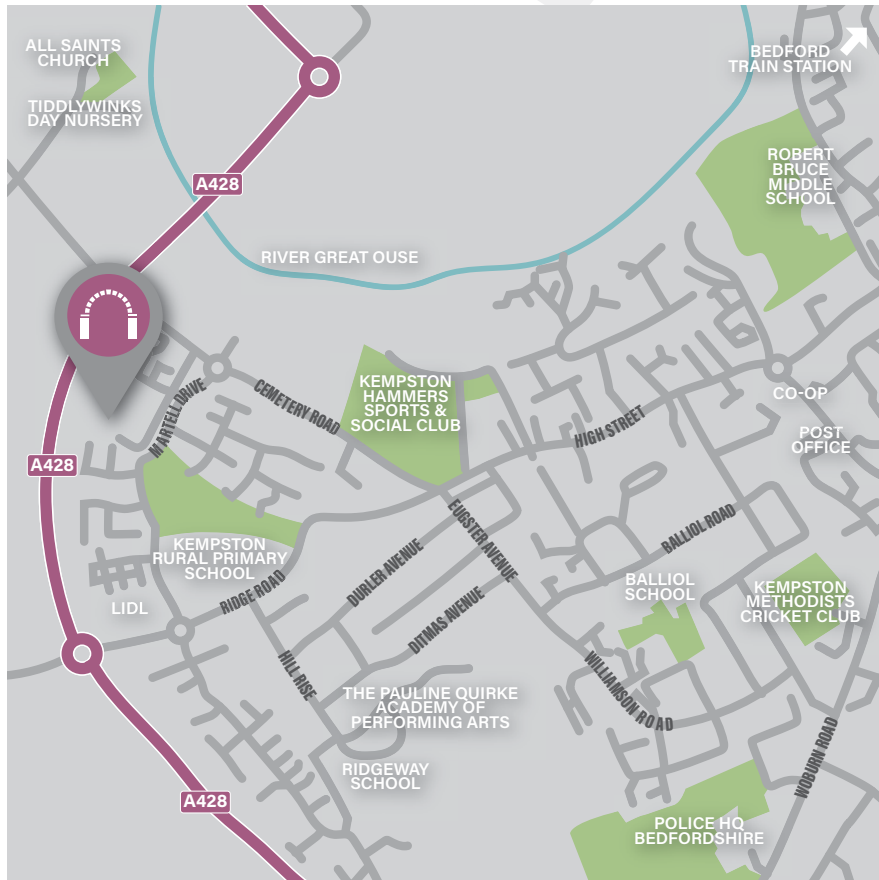 ALL SAINTS
CHURCH
BEDFORD
TRAIN STATION
TIDDLYWINKS
DAY NURSERY
ROBERT
BRUCE
MIDDLE
SCHOOL
A428
RIVER GREAT OUSE
MARTELL DRIVE
CEMETERY ROAD
KEMPSTON
HAMMERS
SPORTS &
SOCIAL CLUB
HIGH STREET
CO-OP
POST
OFFICE
A428
EUGSTER AVENUE
BALLIOL ROAD
KEMPSTON
RURAL PRIMARY
SCHOOL
DURLER AVENUE
RIDGE ROAD
LIDL
DITMAS AVENUE
BALLIOL
SCHOOL
KEMPSTON
METHODISTS
CRICKET CLUB
HILL RISE
WILLIAMSON ROAD
THE PAULINE QUIRKE
ACADEMY OF
PERFORMING ARTS
RIDGEWAY
SCHOOL
WOBURN ROAD
A428
POLICE HQ
BEDFORDSHIRE